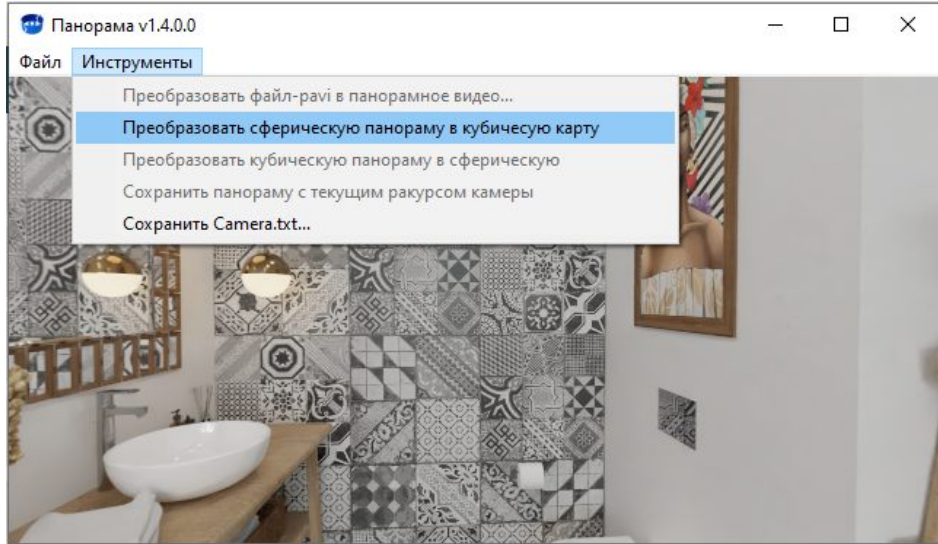 Панорама v1.4.0.0
Файл Инструменты
Преобразовать файл-pavi в панорамное видео...
Преобразовать сферическую панораму в кубичесую карту
Преобразовать кубическую панораму в сферическую
Сохранить панораму с текущим ракурсом камеры
Сохранить Camera.txt...